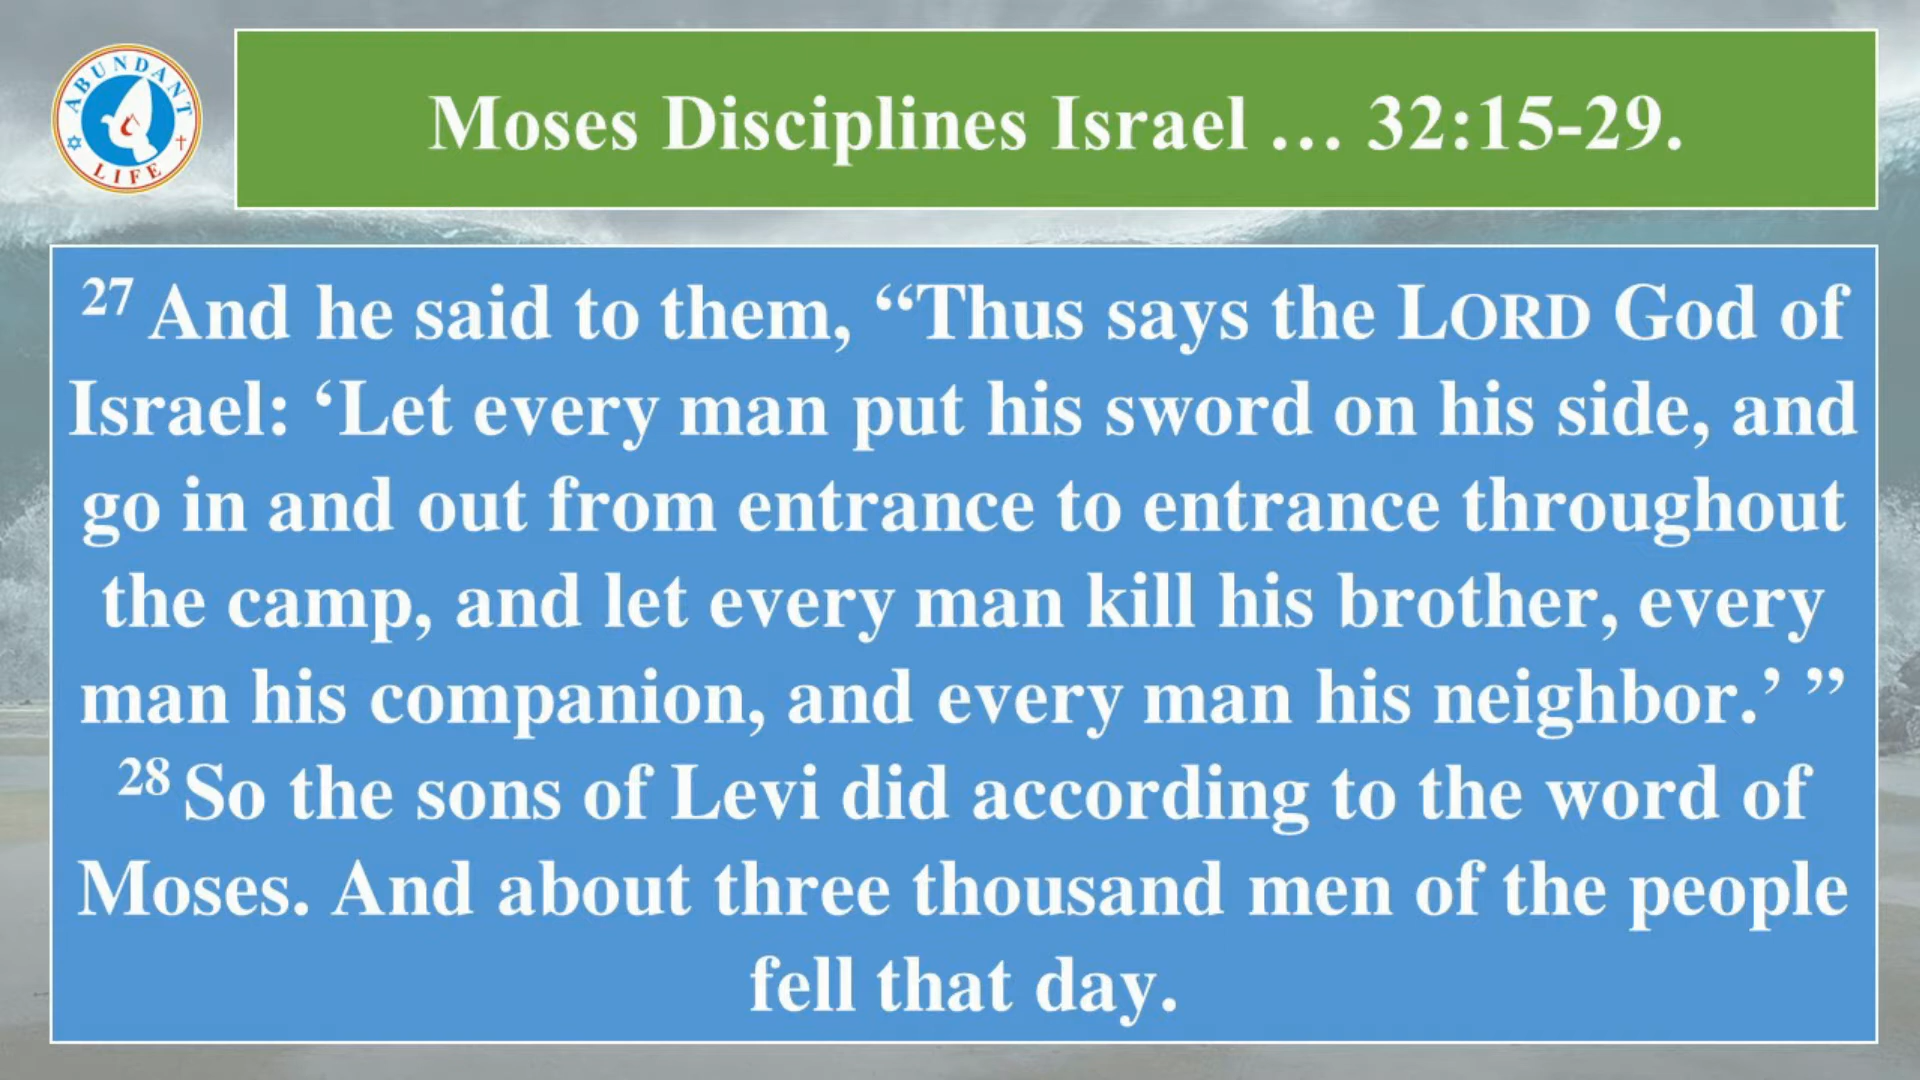 ABUNDANT
LIFE
Moses Disciplines Israel … 32:15-29.
27 And he said to them, “Thus says the LORD God of
Israel: ‘Let every man put his sword on his side, and
go in and out from entrance to entrance throughout
the camp, and let every man kill his brother, every
man his companion, and every man his neighbor.’ ”
28 So the sons of Levi did according to the word of
Moses. And about three thousand men of the people
fell that day.